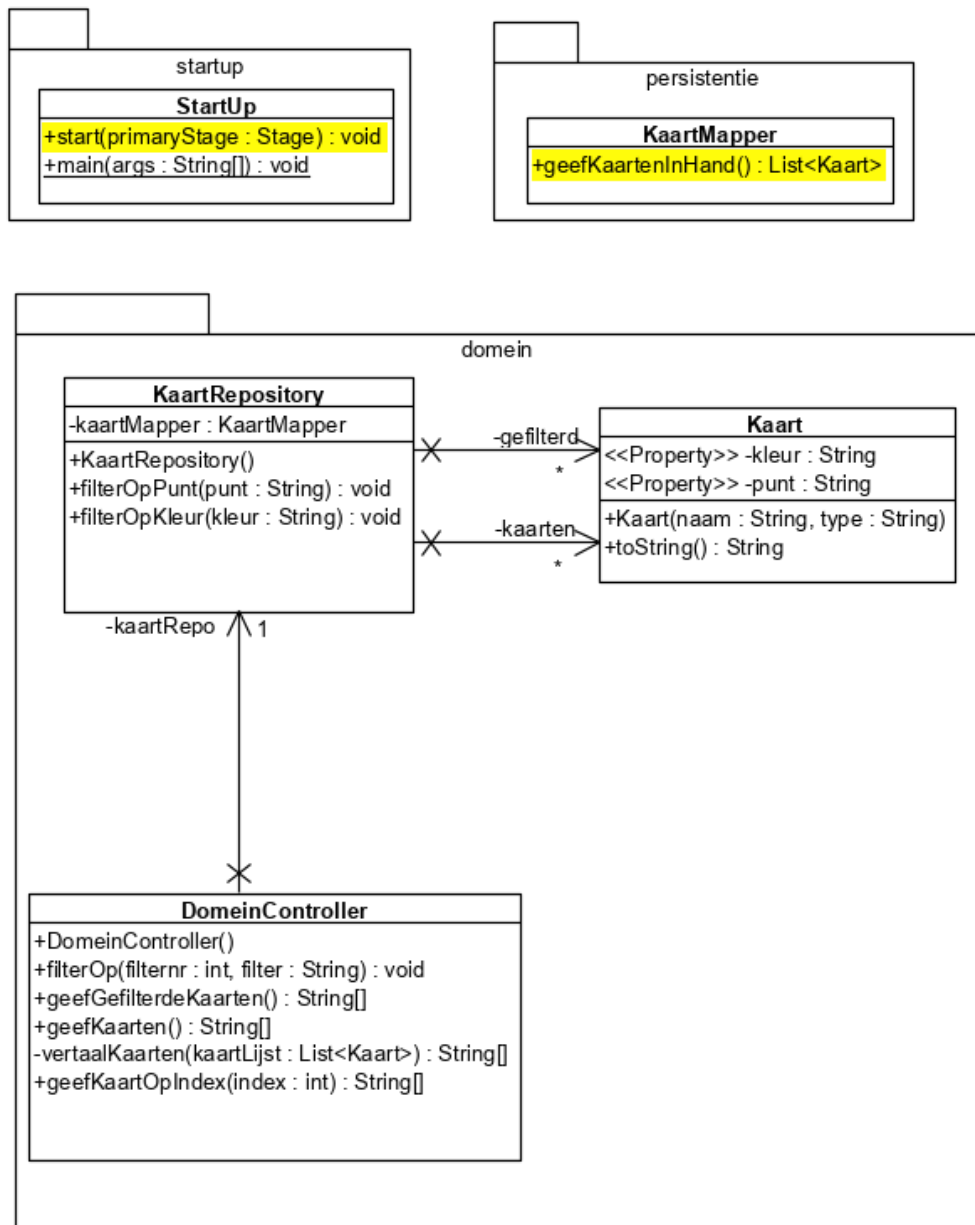 startup
StartUp
+start(primaryStage : Stage) : void
+main(args : String[]) : void
persistentie
KaartMapper
+geefKaartenInHand() : List<Kaart>
domein
KaartRepository
-kaartMapper : KaartMapper
+KaartRepository()
+filterOpPunt(punt : String) : void
+filterOpKleur(kleur : String) : void
-gefilterd
*
-kaarten
*
Kaart
<<Property>> -kleur : String
<<Property>> -punt : String
+Kaart(naam : String, type : String)
+toString() : String
-kaartRepo
1
DomeinController
+DomeinController()
+filterOp(filternr : int, filter : String) : void
+geefGefilterdeKaarten() : String[]
+geefKaarten() : String[]
-vertaalKaarten(kaartLijst : List<Kaart>) : String[]
+geefKaartOpIndex(index : int) : String[]